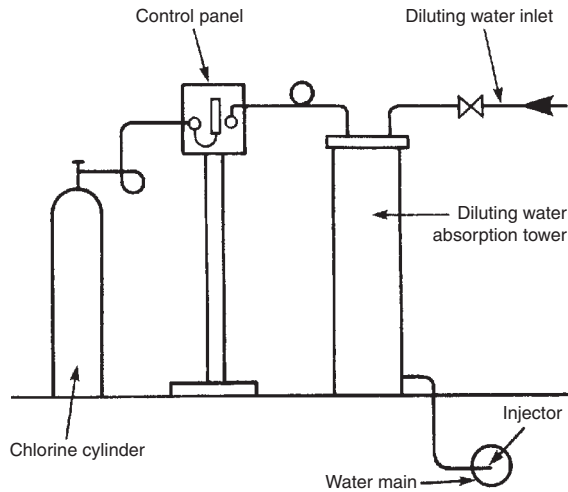 Control panel
Diluting water inlet
Diluting water
absorption tower
Chlorine cylinder
Injector
Water main